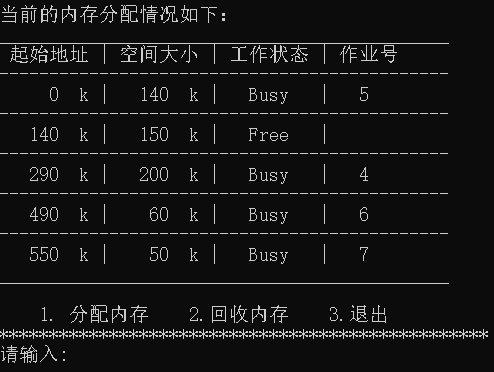 当前的内存分配情况如下:
起始地址 | 空间大小 | 工作状态 | 作业号
0 k | 140 k | Busy | 5
140 k | 150 k | Free |
290 k | 200 k | Busy | 4
490 k | 60 k | Busy | 6
550 k | 50 k | Busy | 7
1. 分配内存 2.回收内存 3.退出
*************************************************
请输入: